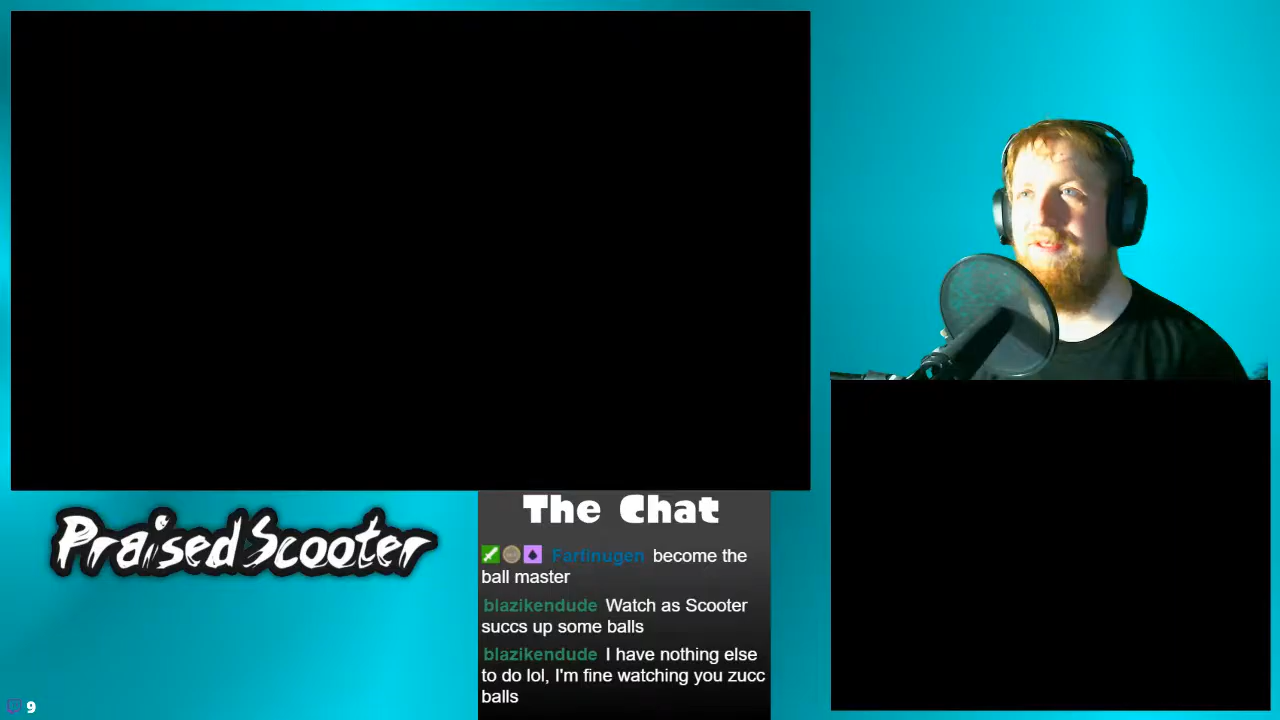 The Chat
Farfinugen become the
ball master
blazikendude Watch as Scooter
succs up some balls
blazikendude I have nothing else
to do lol, I'm fine watching you zucc
balls
PraisedScooter
9